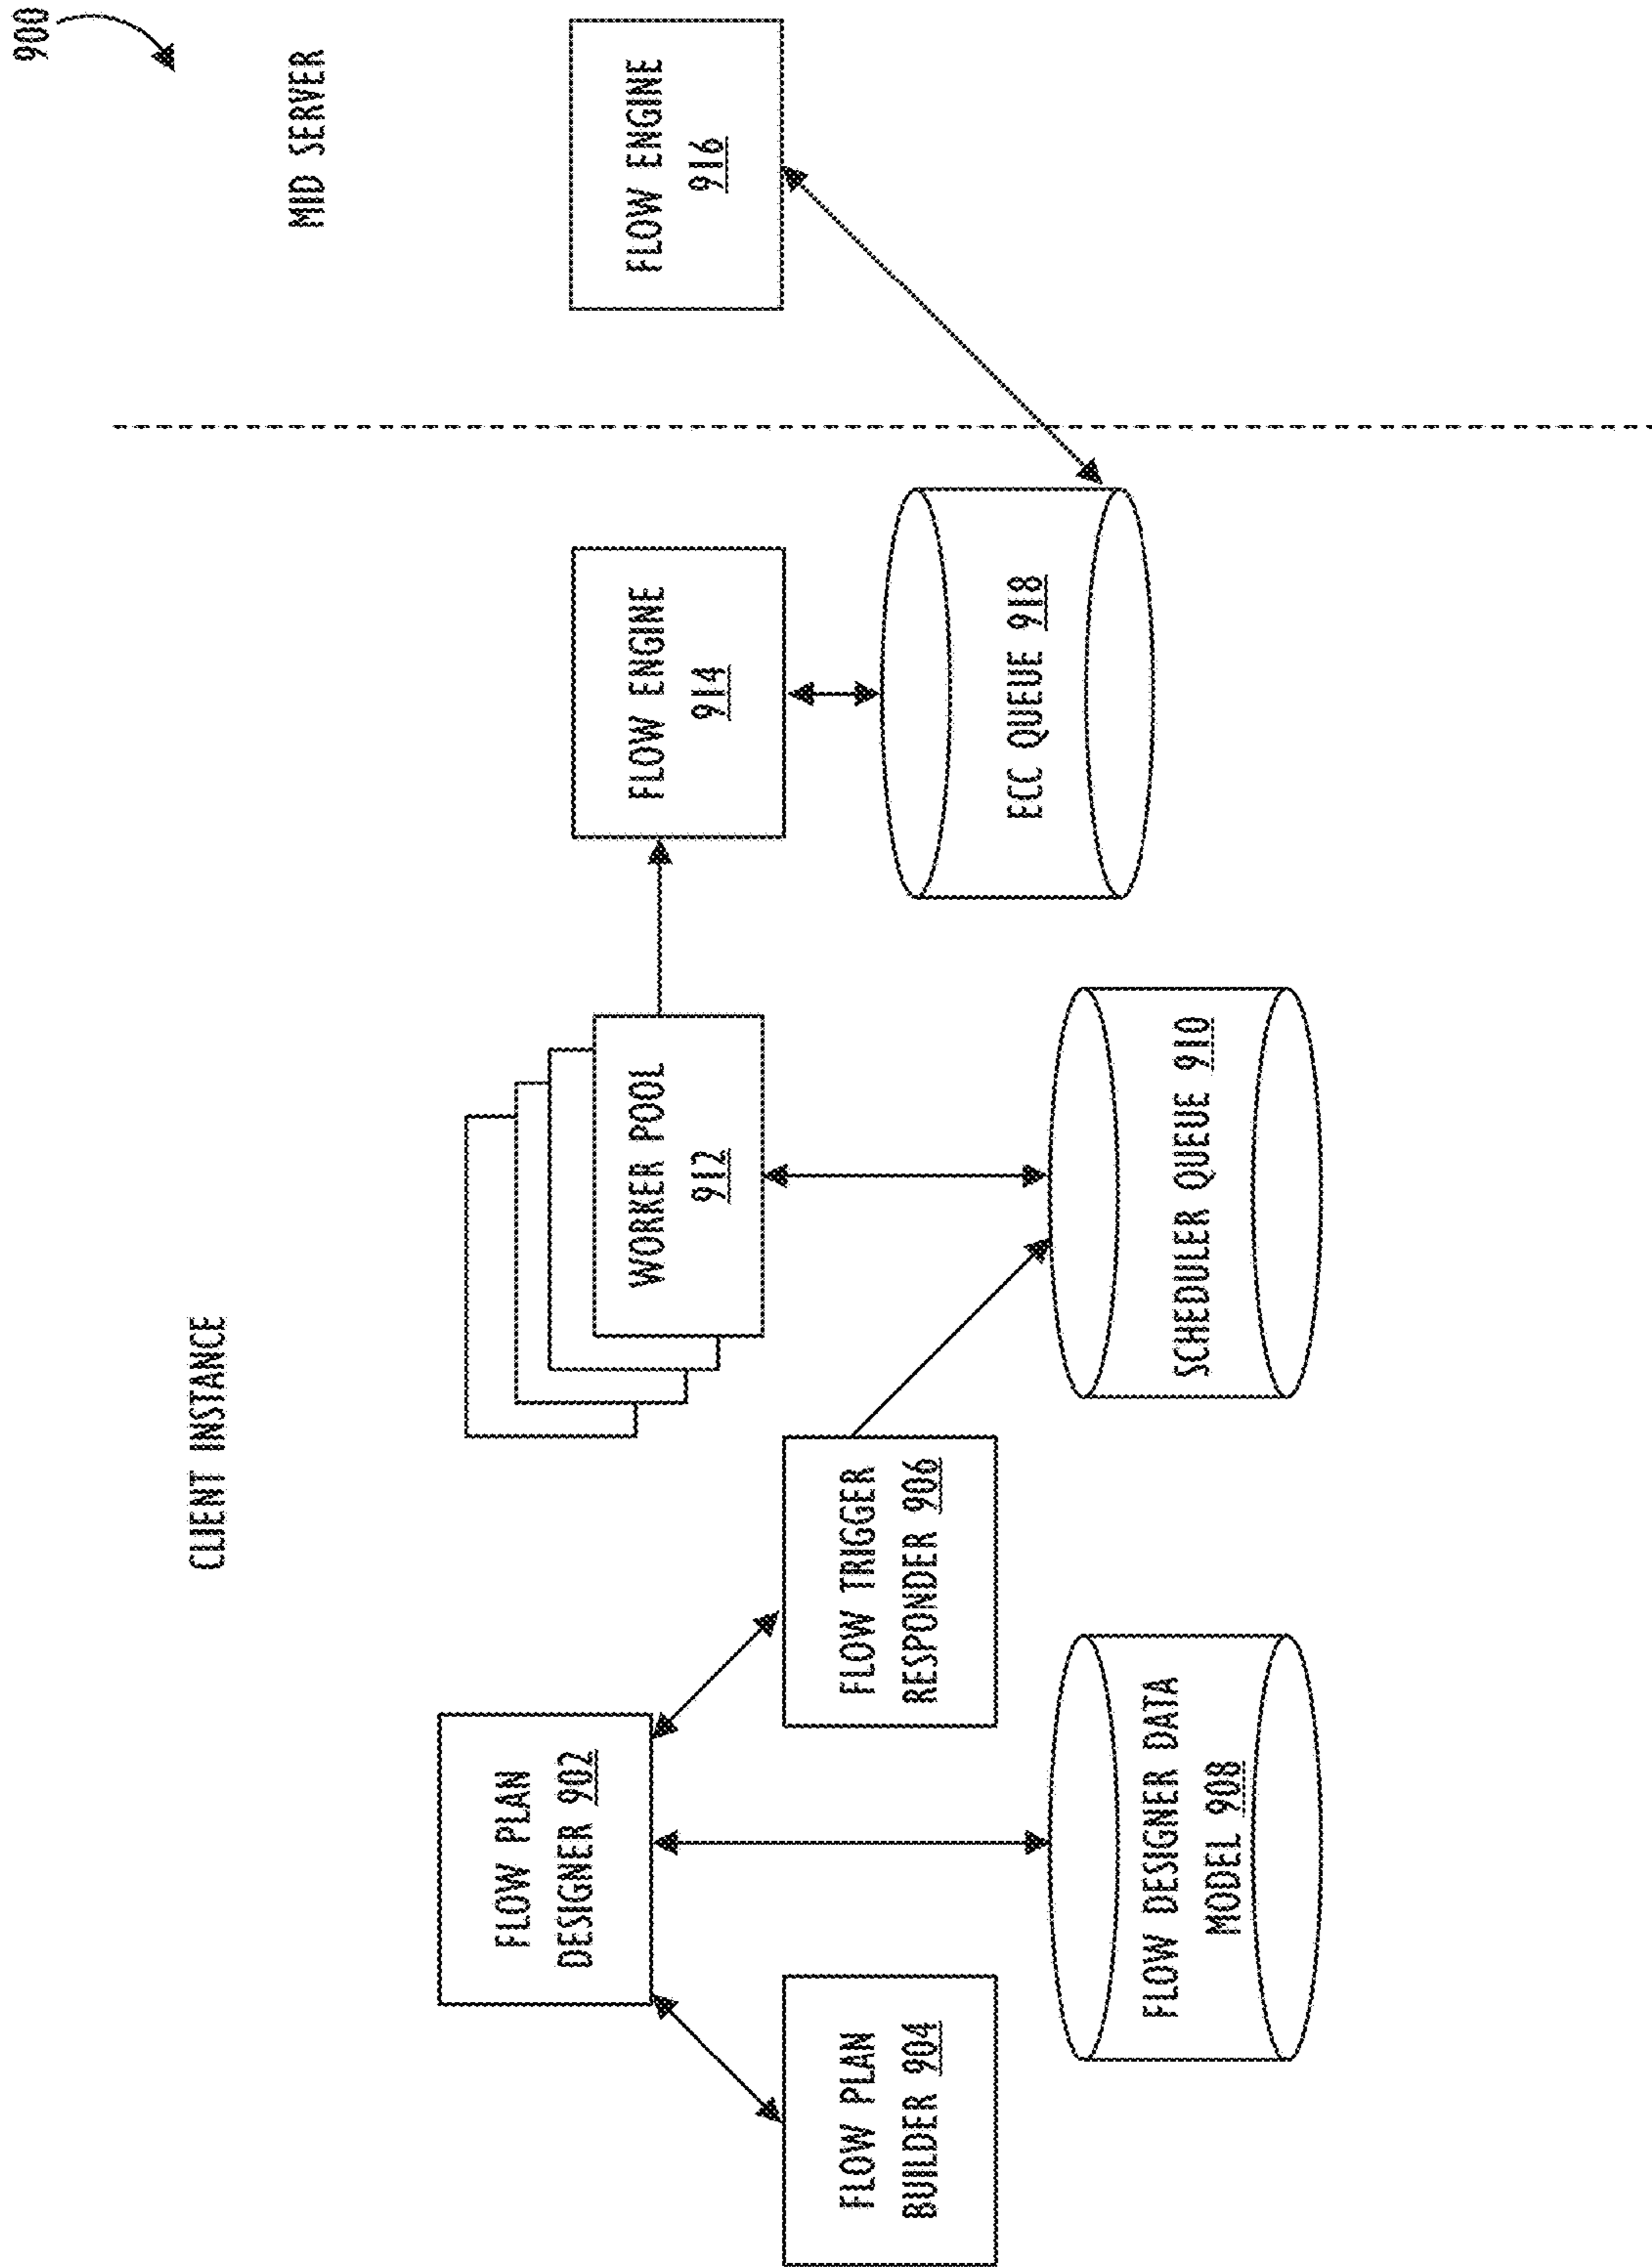 900
CLIENT INSTANCE
MID SERVER
FLOW PLAN
DESIGNER 902
FLOW PLAN
BUILDER 904
FLOW TRIGGER
RESPONDER 906
FLOW DESIGNER DATA
MODEL 908
WORKER POOL
912
SCHEDULER QUEUE 910
FLOW ENGINE
914
ECC QUEUE 918
FLOW ENGINE
916